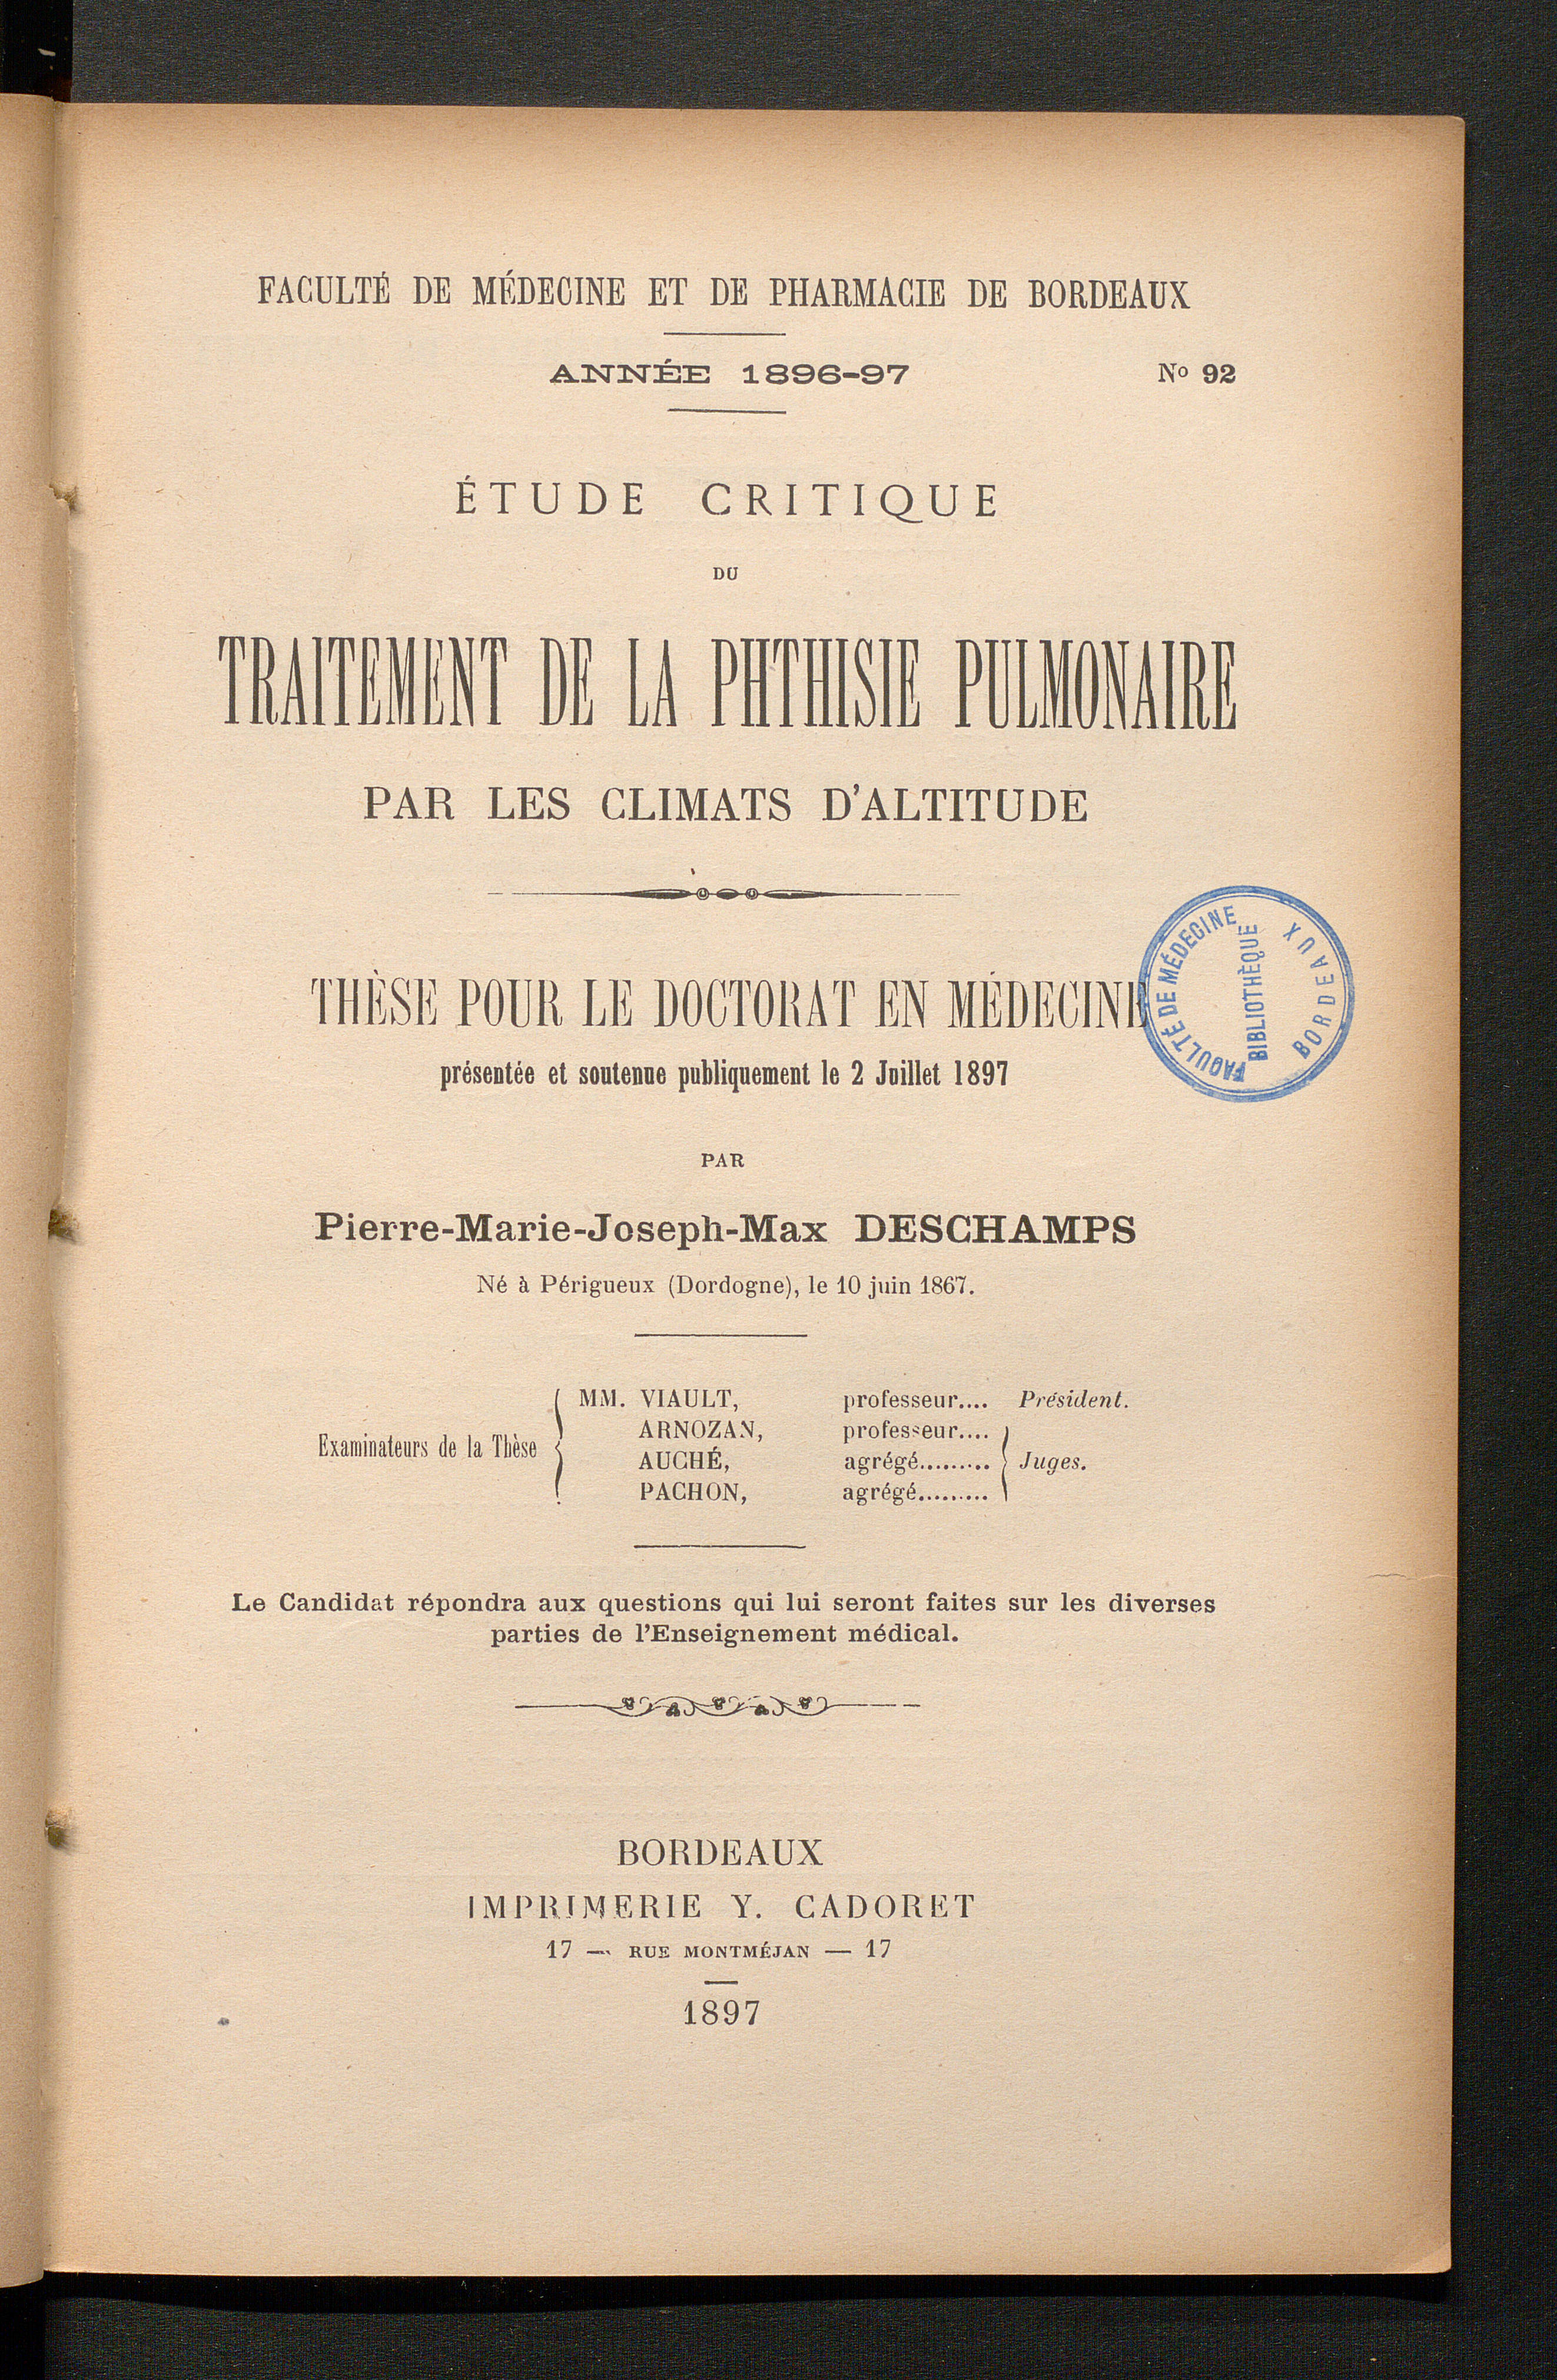 FACULTÉ DE MÉDECINE ET DE PHARMACIE DE BORDEAUX
ANNÉE 1896-97 No 92
ÉTUDE CRITIQUE
DU
TRAITEMENT DE LA PHTHISIE PULMONAIRE
PAR LES CLIMATS D'ALTITUDE
THÈSE POUR LE DOCTORAT EN MÉDECINE
présentée et soutenue publiquement le 2 Juillet 1897
FACULTÉ DE MÉDECINE
BIBLIOTHÈQUE
BORDEAUX
PAR
Pierre-Marie-Joseph-Max DESCHAMPS
Né à Périgueux (Dordogne), le 10 juin 1867.
Examinateurs de la Thèse
MM. VIAULT, professeur.... Président.
ARNOZAN, professeur....
AUCHÉ, agrégé......... Juges.
PACHON, agrégé.........
Le Candidat répondra aux questions qui lui seront faites sur les diverses
parties de l'Enseignement médical.
BORDEAUX
IMPRIMERIE Y. CADORET
17 — RUE MONTMÉJAN — 17
1897